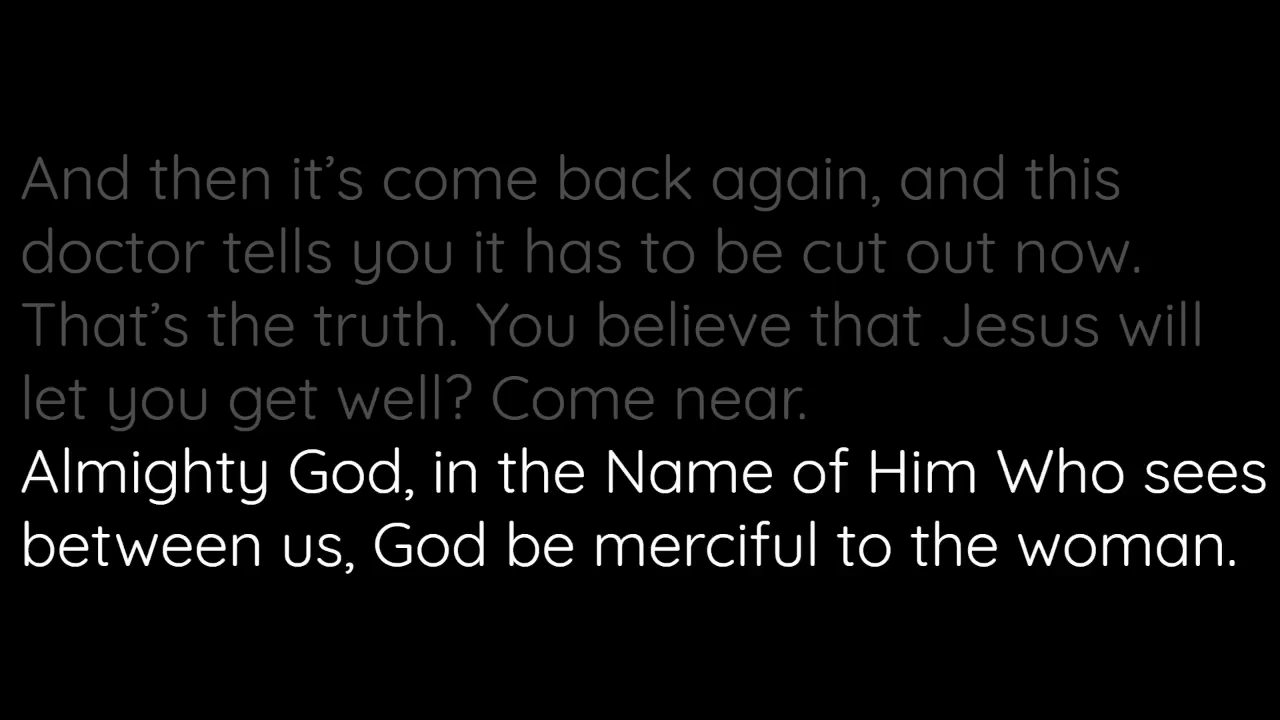 And then it’s come back again, and this
doctor tells you it has to be cut out now.
That’s the truth. You believe that Jesus will
let you get well? Come near.
Almighty God, in the Name of Him Who sees
between us, God be merciful to the woman.